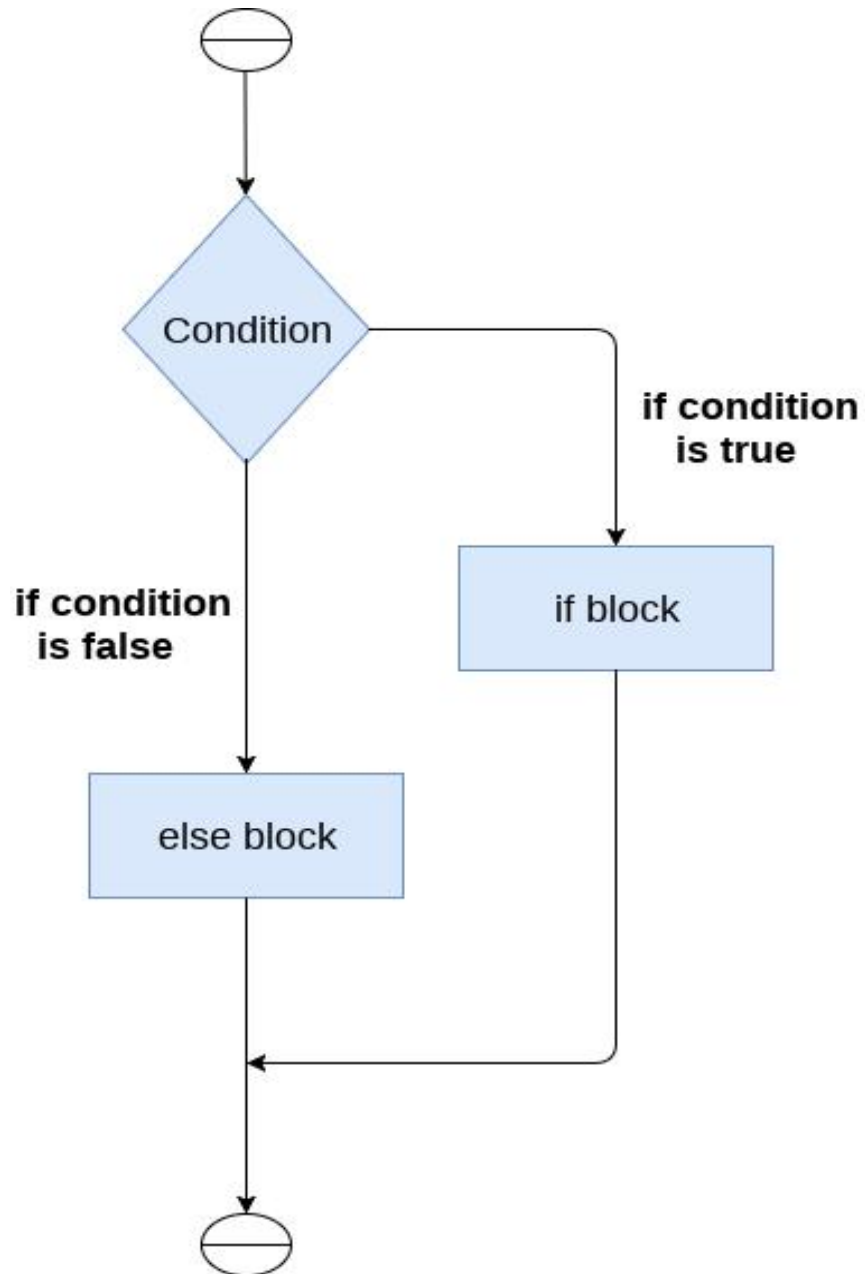 Condition
if condition
is true
if condition
is false
if block
else block